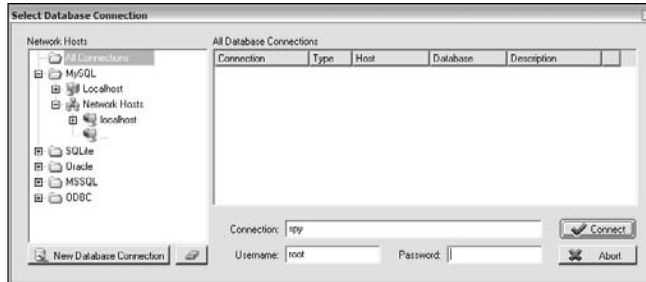 Select Database Connection
Network Hosts
All Connections
MySQL
Localhost
Network Hosts
localhost
...
SQLite
Oracle
MSSQL
ODBC
New Database Connection
All Database Connections
Connection Type Host Database Description
Connection: spy
Username: root Password:
Connect
Abort